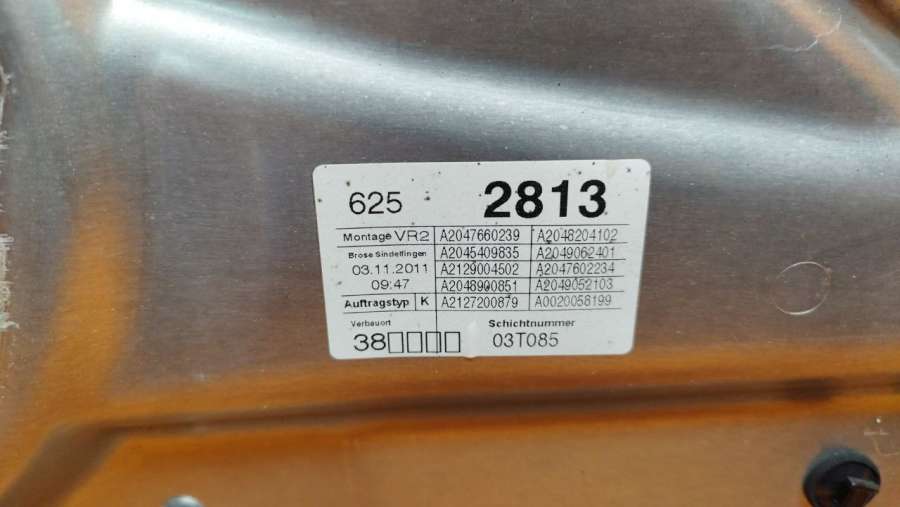 625 2813
Montage VR2 A2047660239 A2048204102
Brose Sindelfingen A2045409835 A2049062401
03.11.2011 A2129004502 A2047602234
09:47 A2048900851 A2049052103
Auftragstyp K A2127200879 A0020058199
Verbauort Schichtnummer
38□□□□ 03T085